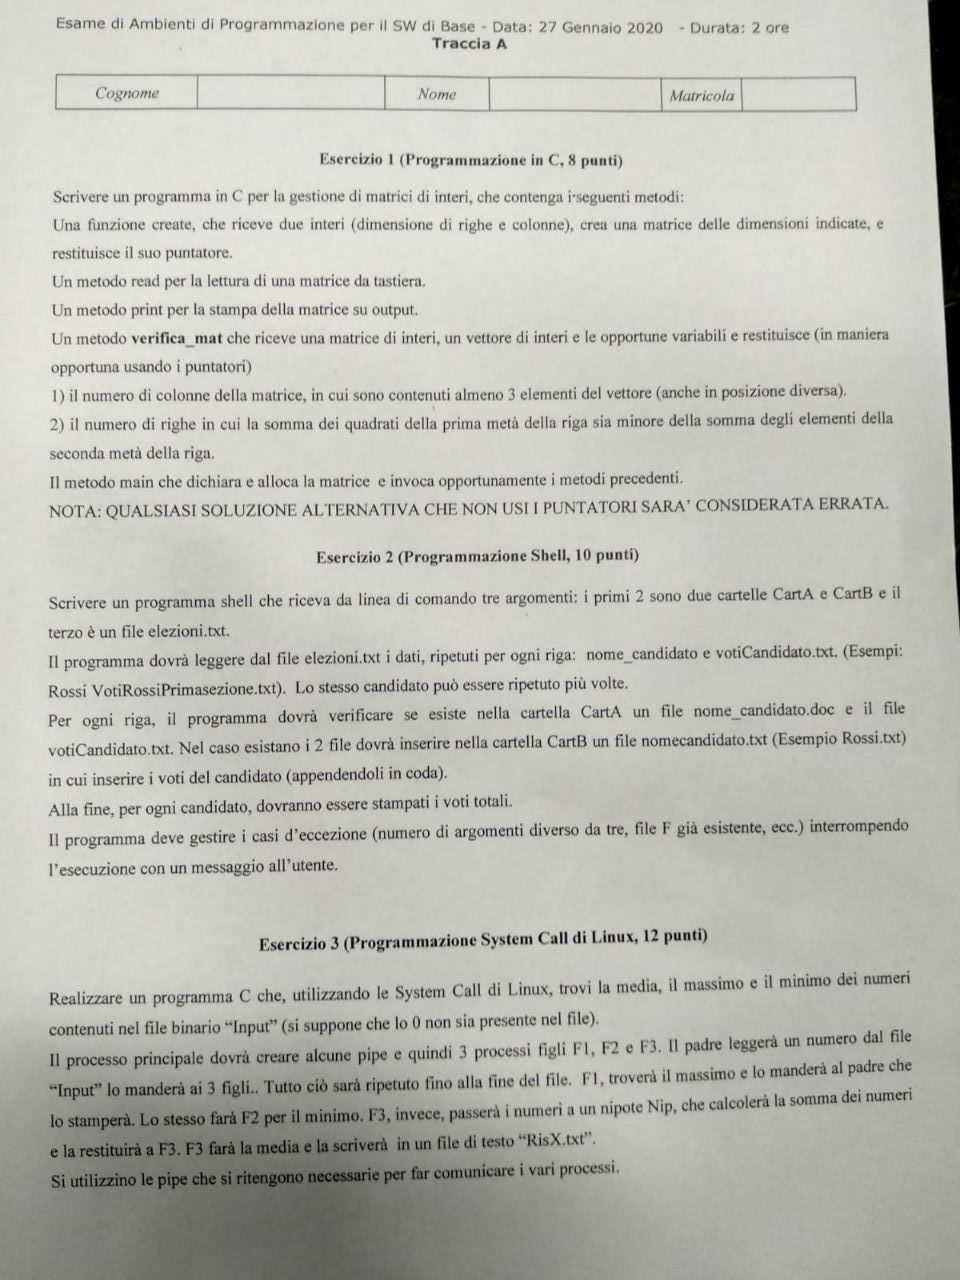 Esame di Ambienti di Programmazione per il SW di Base - Data: 27 Gennaio 2020 - Durata: 2 ore
Traccia A
Cognome Nome Matricola
Esercizio 1 (Programmazione in C, 8 punti)
Scrivere un programma in C per la gestione di matrici di interi, che contenga i seguenti metodi:
Una funzione create, che riceve due interi (dimensione di righe e colonne), crea una matrice delle dimensioni indicate, e
restituisce il suo puntatore.
Un metodo read per la lettura di una matrice da tastiera.
Un metodo print per la stampa della matrice su output.
Un metodo verifica_mat che riceve una matrice di interi, un vettore di interi e le opportune variabili e restituisce (in maniera
opportuna usando i puntatori)
1) il numero di colonne della matrice, in cui sono contenuti almeno 3 elementi del vettore (anche in posizione diversa).
2) il numero di righe in cui la somma dei quadrati della prima metà della riga sia minore della somma degli elementi della
seconda metà della riga.
Il metodo main che dichiara e alloca la matrice e invoca opportunamente i metodi precedenti.
NOTA: QUALSIASI SOLUZIONE ALTERNATIVA CHE NON USI I PUNTATORI SARA' CONSIDERATA ERRATA.
Esercizio 2 (Programmazione Shell, 10 punti)
Scrivere un programma shell che riceva da linea di comando tre argomenti: i primi 2 sono due cartelle CartA e CartB e il
terzo è un file elezioni.txt.
Il programma dovrà leggere dal file elezioni.txt i dati, ripetuti per ogni riga: nome_candidato e votiCandidato.txt. (Esempi:
Rossi VotiRossiPrimasezione.txt). Lo stesso candidato può essere ripetuto più volte.
Per ogni riga, il programma dovrà verificare se esiste nella cartella CartA un file nome_candidato.doc e il file
votiCandidato.txt. Nel caso esistano i 2 file dovrà inserire nella cartella CartB un file nomecandidato.txt (Esempio Rossi.txt)
in cui inserire i voti del candidato (appendendoli in coda).
Alla fine, per ogni candidato, dovranno essere stampati i voti totali.
Il programma deve gestire i casi d'eccezione (numero di argomenti diverso da tre, file F già esistente, ecc.) interrompendo
l'esecuzione con un messaggio all'utente.
Esercizio 3 (Programmazione System Call di Linux, 12 punti)
Realizzare un programma C che, utilizzando le System Call di Linux, trovi la media, il massimo e il minimo dei numeri
contenuti nel file binario “Input” (si suppone che lo 0 non sia presente nel file).
Il processo principale dovrà creare alcune pipe e quindi 3 processi figli F1, F2 e F3. Il padre leggerà un numero dal file
“Input” lo manderà ai 3 figli.. Tutto ciò sarà ripetuto fino alla fine del file. F1, troverà il massimo e lo manderà al padre che
lo stamperà. Lo stesso farà F2 per il minimo. F3, invece, passerà i numeri a un nipote Nip, che calcolerà la somma dei numeri
e la restituirà a F3. F3 farà la media e la scriverà in un file di testo “RisX.txt”.
Si utilizzino le pipe che si ritengono necessarie per far comunicare i vari processi.